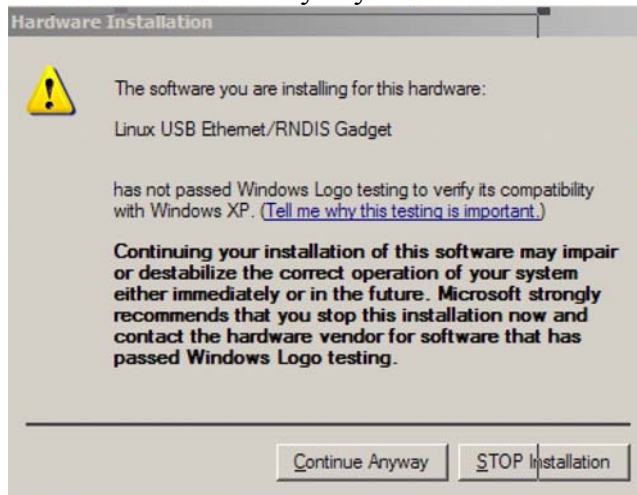 Hardware Installation
The software you are installing for this hardware:
Linux USB Ethernet/RNDIS Gadget
has not passed Windows Logo testing to verify its compatibility
with Windows XP. (Tell me why this testing is important.)
Continuing your installation of this software may impair
or destabilize the correct operation of your system
either immediately or in the future. Microsoft strongly
recommends that you stop this installation now and
contact the hardware vendor for software that has
passed Windows Logo testing.
Continue Anyway STOP Installation